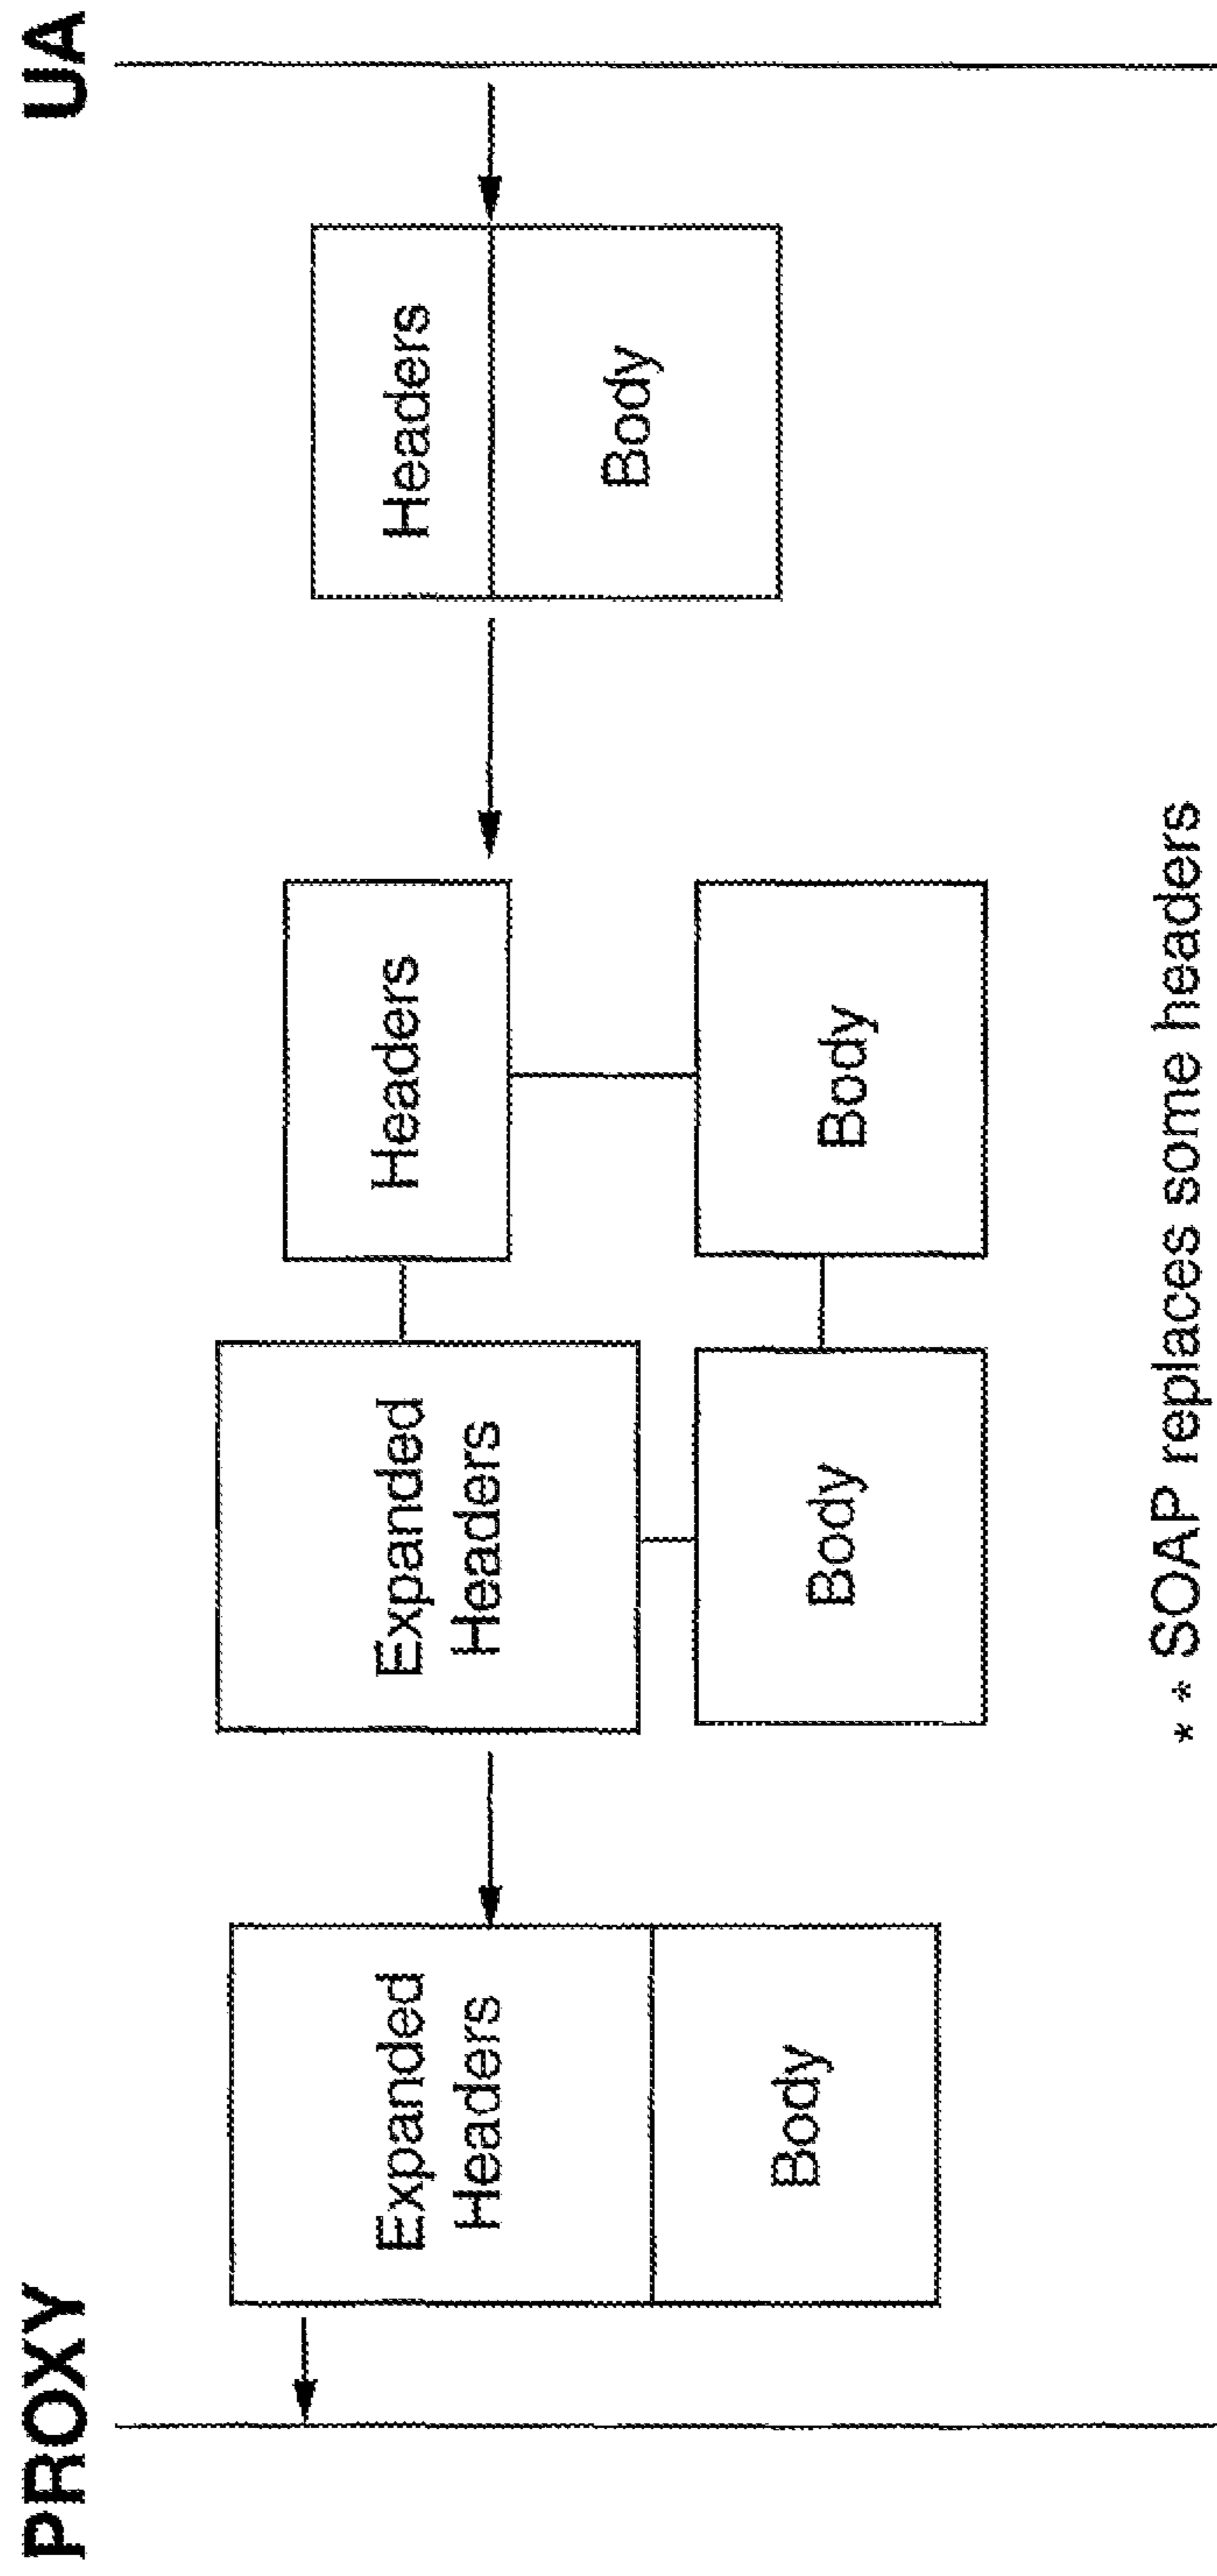 PROXY
UA
Expanded
Headers
Body
Expanded
Headers
Body
Headers
Body
Headers
Body
* * SOAP replaces some headers